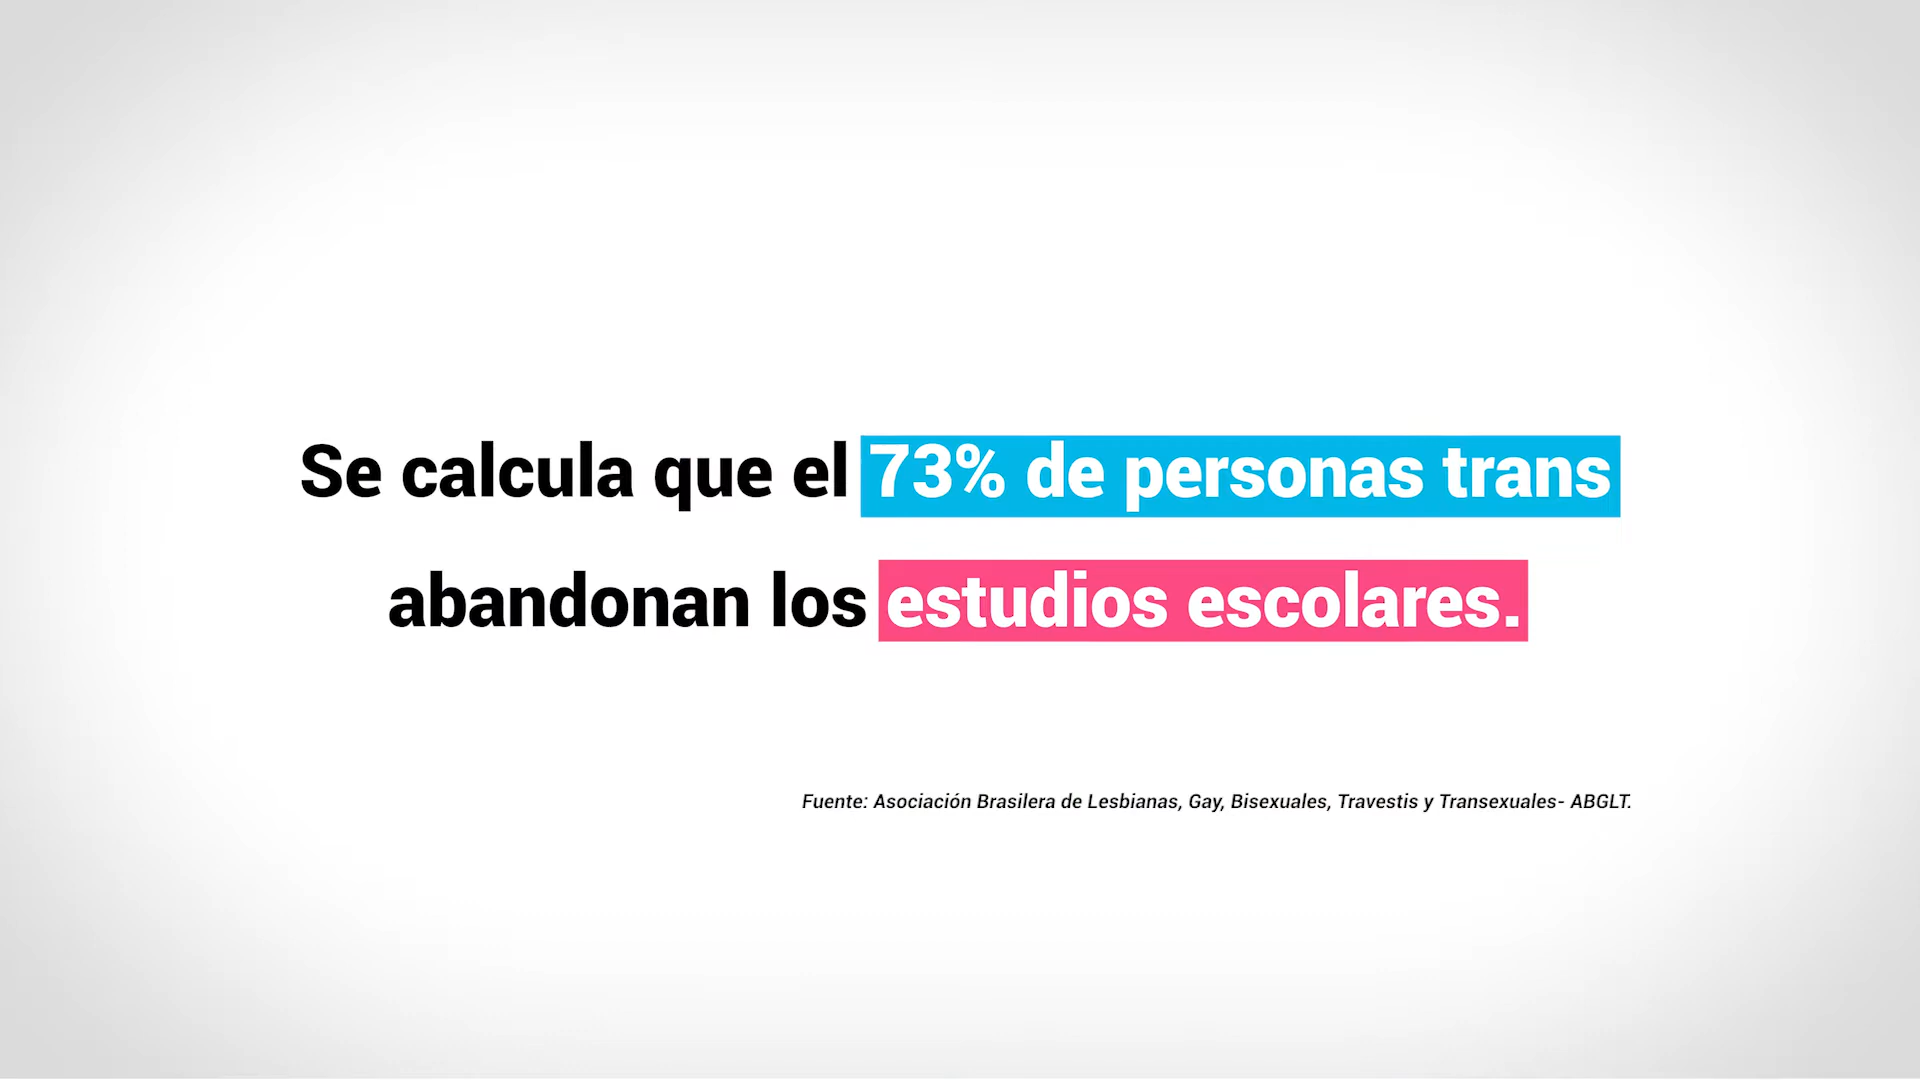 Se calcula que el 73% de personas trans
abandonan los estudios escolares.
Fuente: Asociación Brasilera de Lesbianas, Gay, Bisexuales, Travestis y Transexuales- ABGLT.